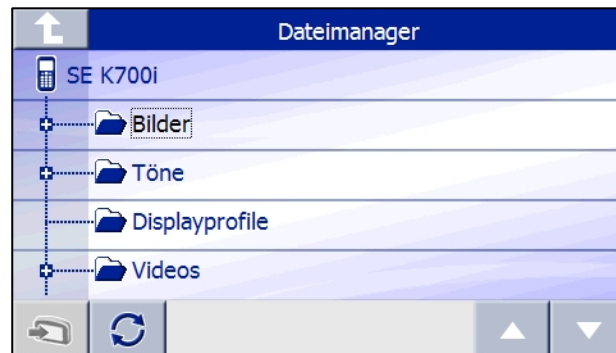 Dateimanager
SE K700i
Bilder
Töne
Displayprofile
Videos